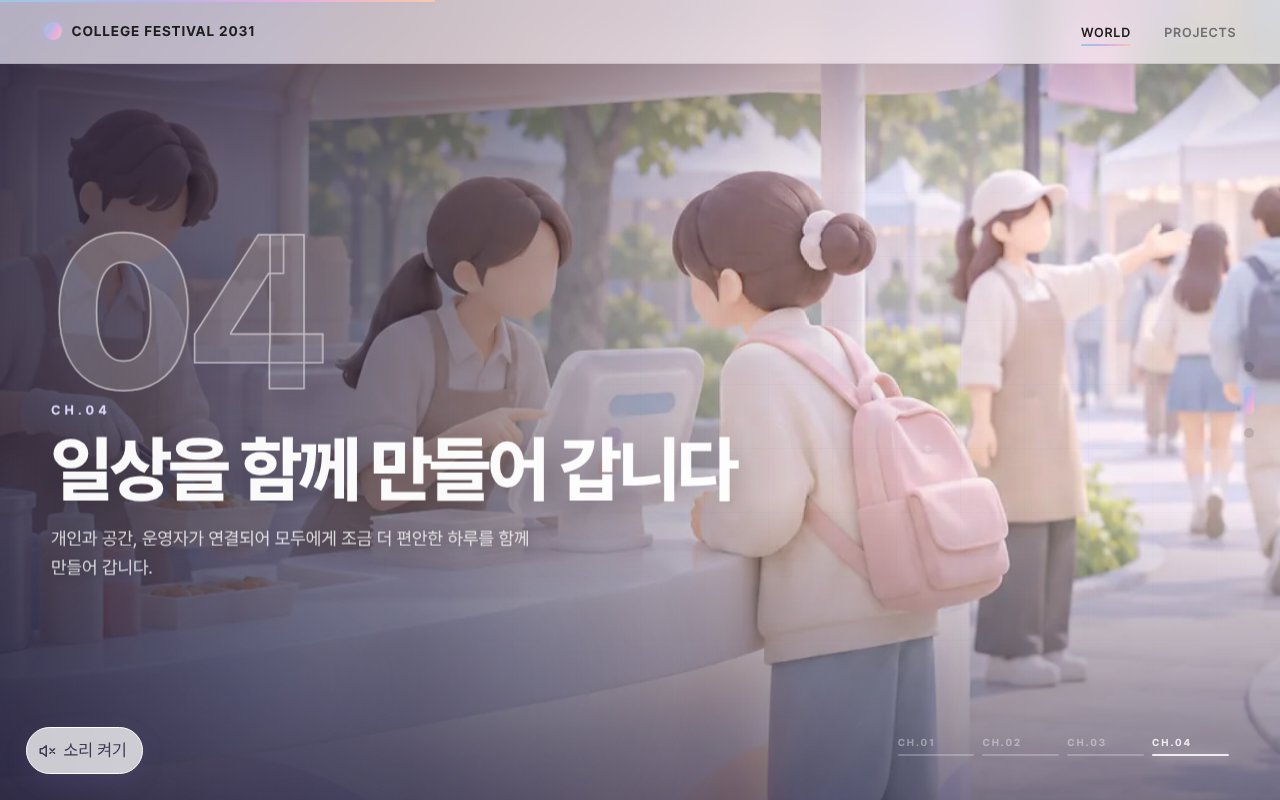 COLLEGE FESTIVAL 2031
WORLD
PROJECTS
04
CH.04
일상을 함께 만들어 갑니다
개인과 공간, 운영자가 연결되어 모두에게 조금 더 편안한 하루를 함께
만들어 갑니다.
소리 켜기
CH.01
CH.02
CH.03
CH.04